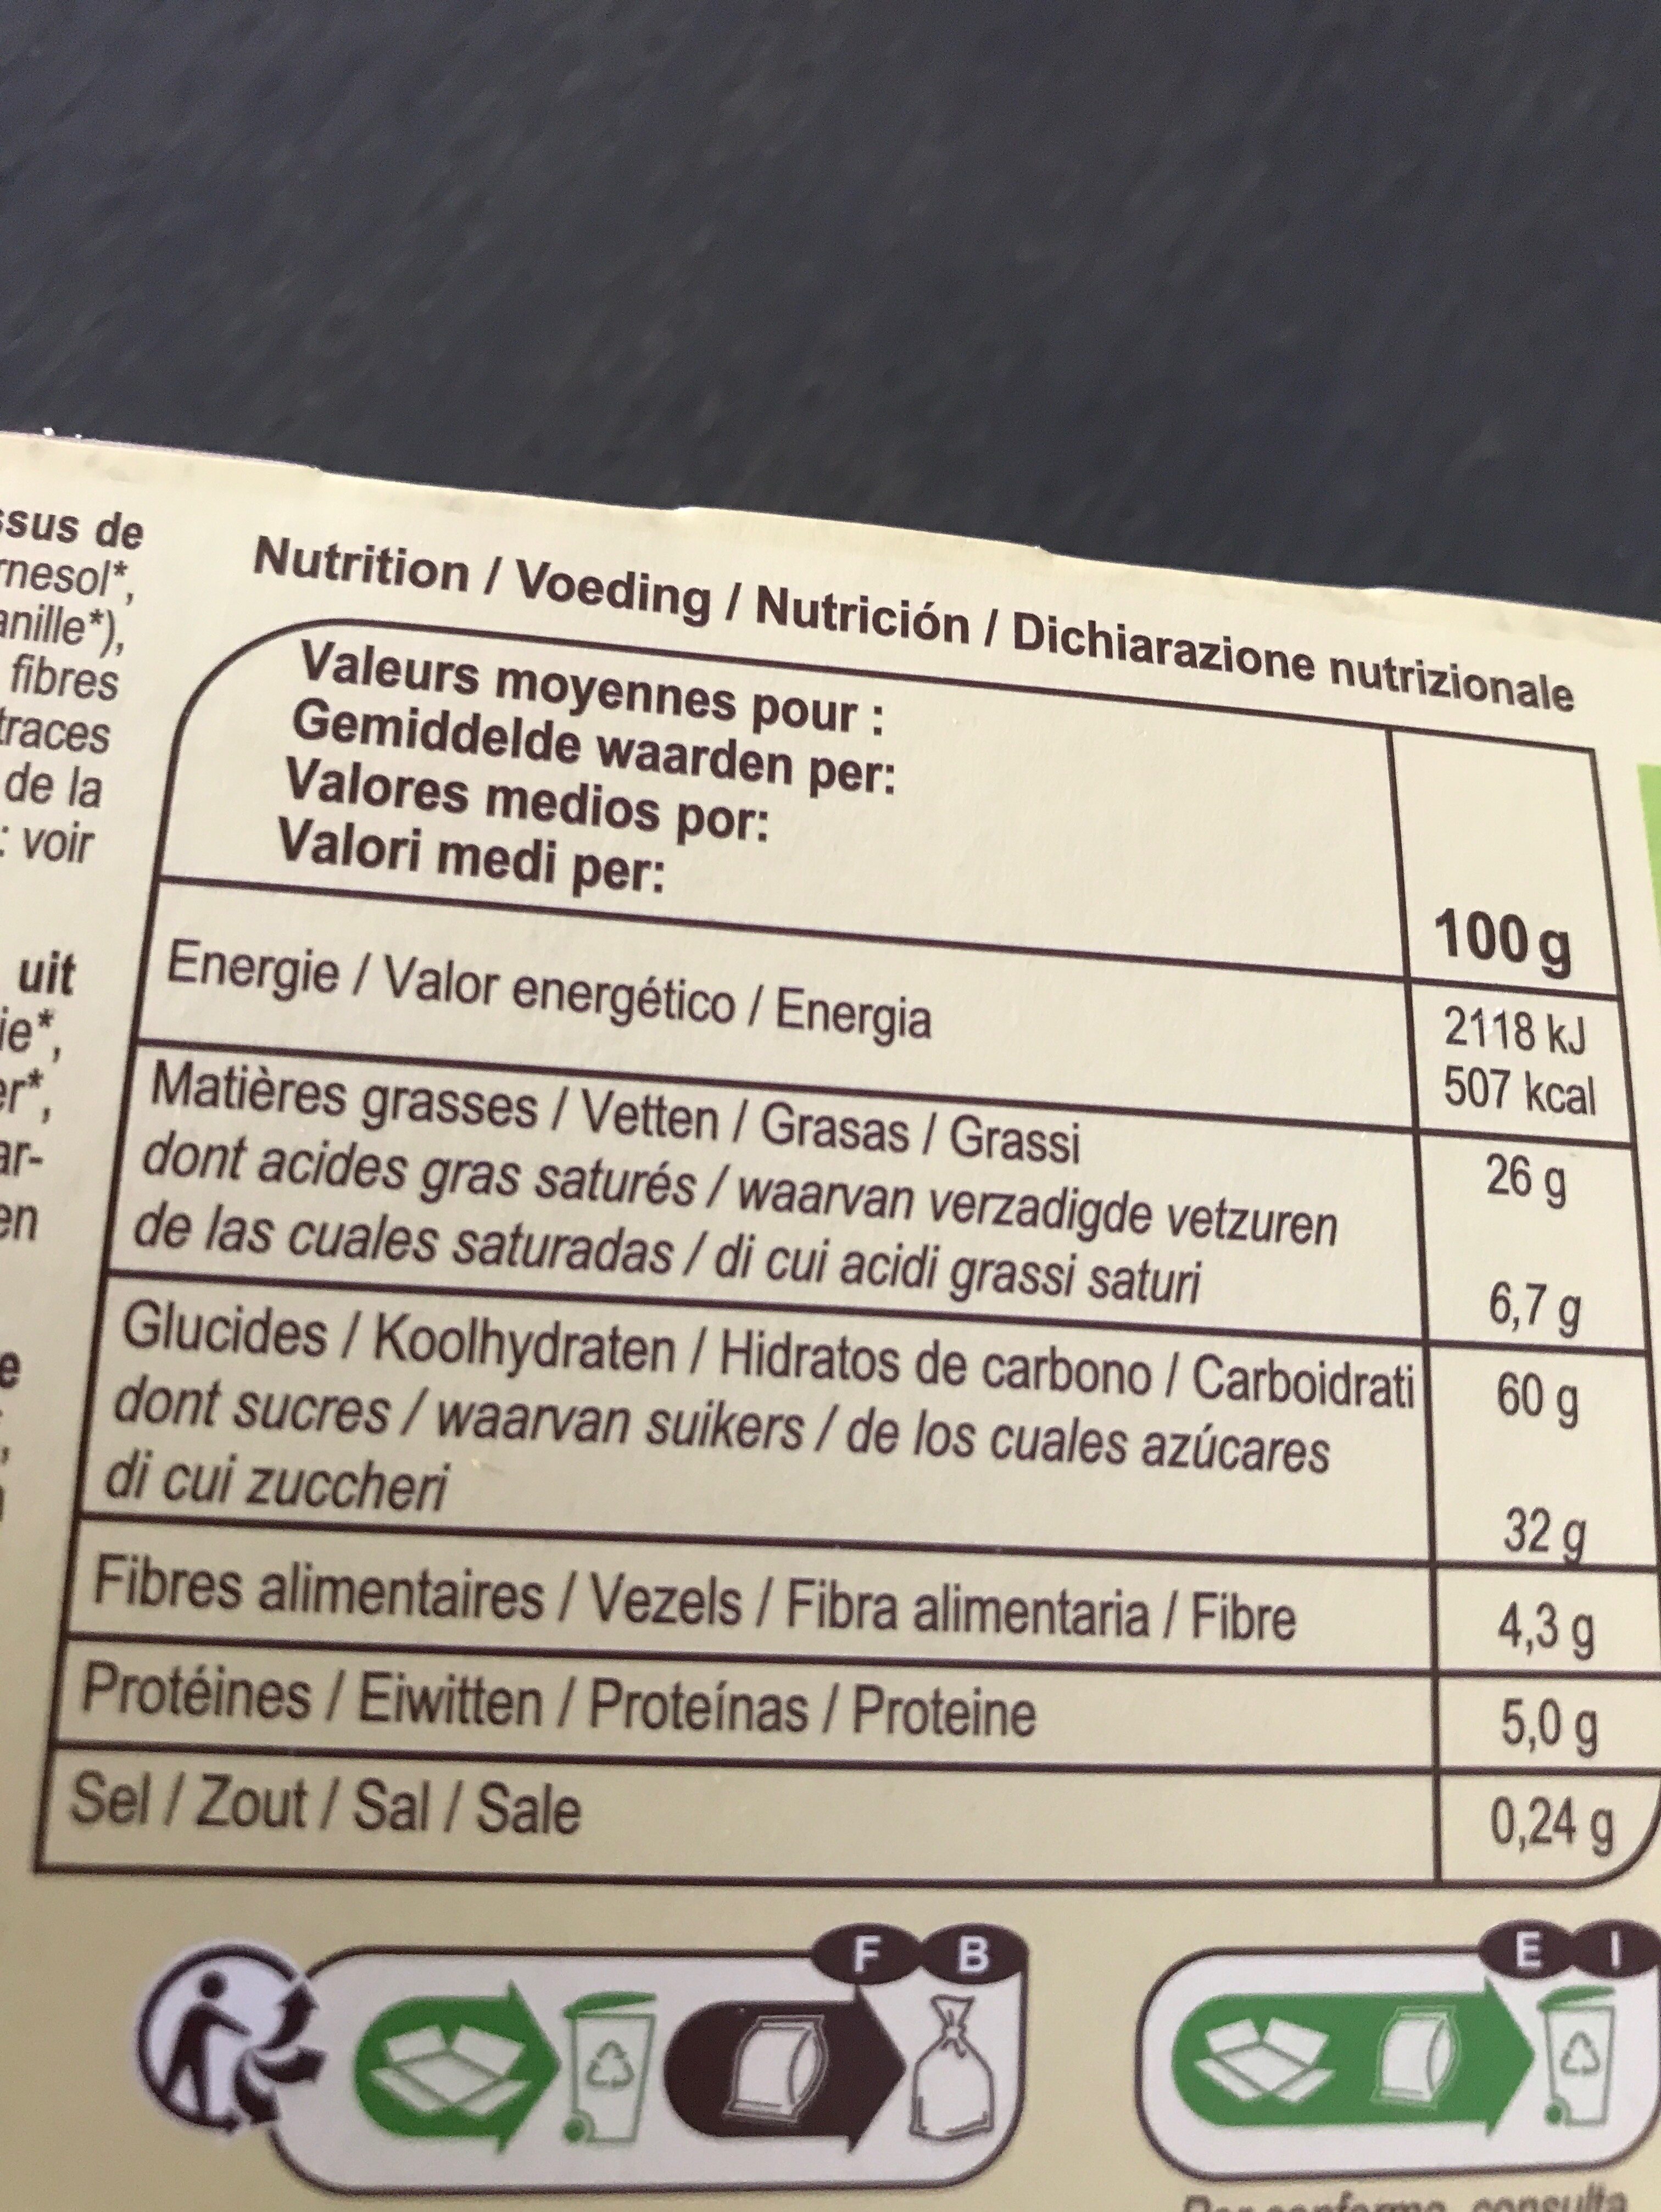 sus de
nesol*,
anille*),
fibres
traces
de la
: voir
uit
ie*,
er*,
ar-
en
e
Nutrition / Voeding / Nutrición / Dichiarazione nutrizionale
Valeurs moyennes pour :
Gemiddelde waarden per:
Valores medios por:
Valori medi per:
100 g
Energie / Valor energético / Energia
2118 kJ
507 kcal
Matières grasses / Vetten / Grasas / Grassi
26 g
dont acides gras saturés / waarvan verzadigde vetzuren
de las cuales saturadas / di cui acidi grassi saturi
6,7 g
Glucides / Koolhydraten / Hidratos de carbono / Carboidrati
60 g
dont sucres / waarvan suikers / de los cuales azúcares
di cui zuccheri
32 g
Fibres alimentaires / Vezels / Fibra alimentaria / Fibre
4,3 g
Protéines / Eiwitten / Proteínas / Proteine
5,0 g
Sel / Zout / Sal / Sale
0,24 g
F B
E I
consulta